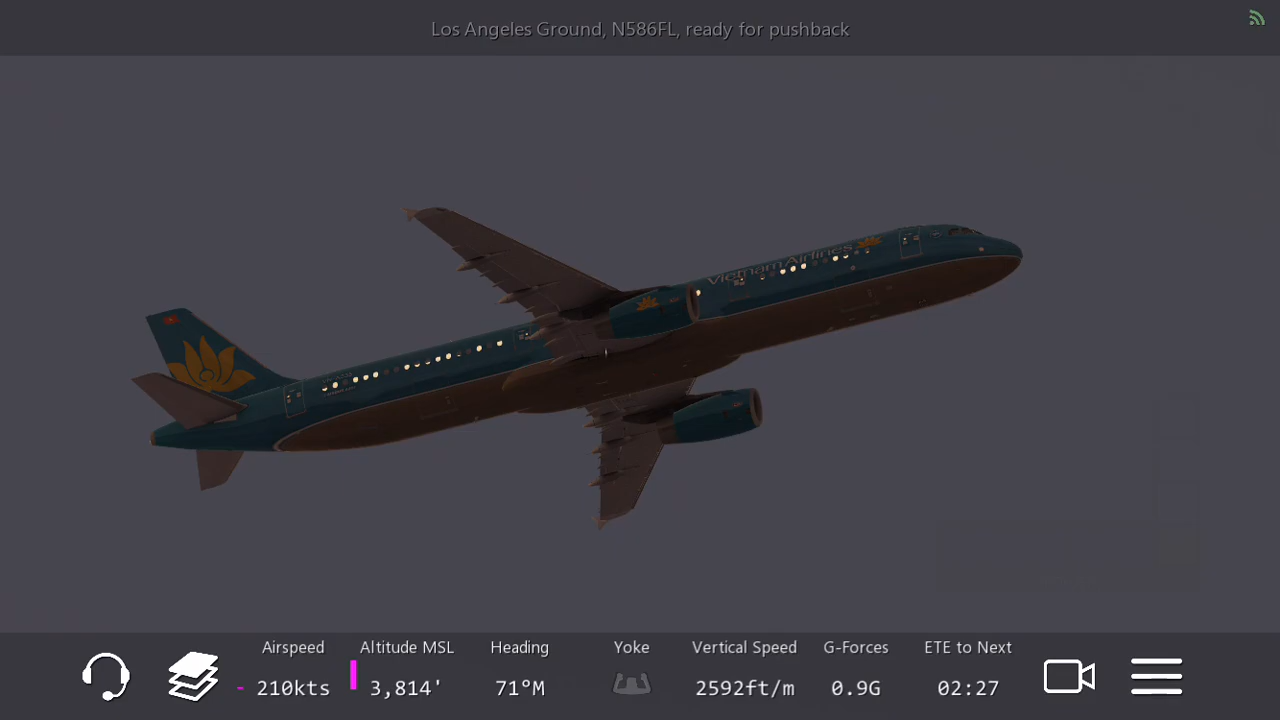 Los Angeles Ground, N586FL, ready for pushback
Vietnam Airlines
Airspeed Altitude MSL Heading Yoke Vertical Speed G-Forces ETE to Next
210kts 3,814' 71°M 2592ft/m 0.9G 02:27